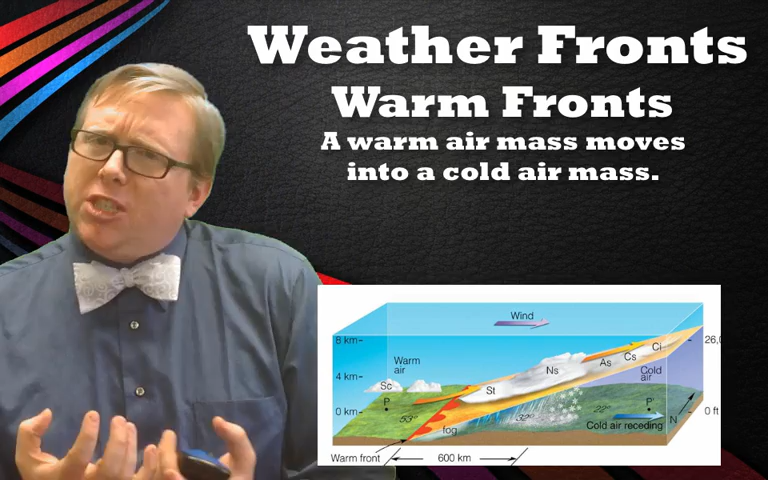 Weather Fronts
Warm Fronts
A warm air mass moves
into a cold air mass.
Wind
8 km
26,0
Warm
air
Ci
Cs
As
Ns
Cold
air
4 km
Sc
St
P
P'
0 km
53°
32°
22°
0 ft
N
Cold air receding
fog
Warm front
600 km